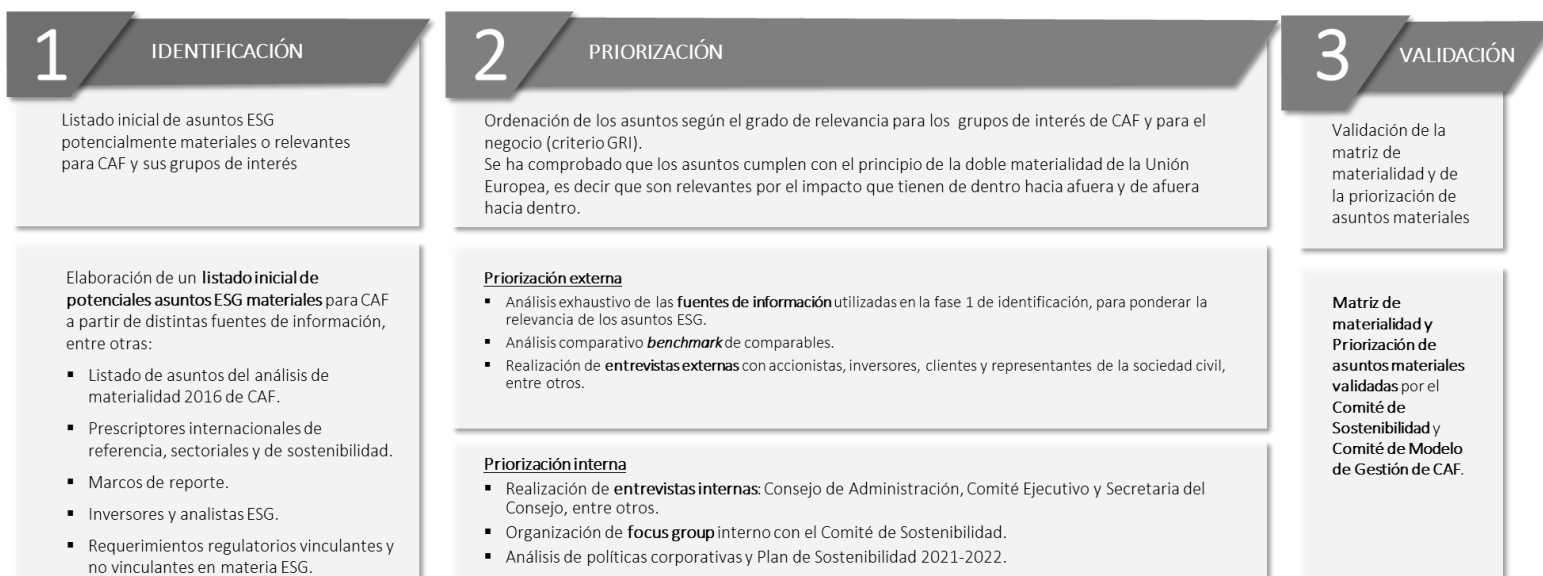 1
IDENTIFICACIÓN
Listado inicial de asuntos ESG
potencialmente materiales o relevantes
para CAF y sus grupos de interés
Elaboración de un listado inicial de
potenciales asuntos ESG materiales para CAF
a partir de distintas fuentes de información,
entre otras:
▪ Listado de asuntos del análisis de
materialidad 2016 de CAF.
▪ Prescriptores internacionales de
referencia, sectoriales y de sostenibilidad.
▪ Marcos de reporte.
▪ Inversores y analistas ESG.
▪ Requerimientos regulatorios vinculantes y
no vinculantes en materia ESG.
2
PRIORIZACIÓN
Ordenación de los asuntos según el grado de relevancia para los grupos de interés de CAF y para el
negocio (criterio GRI).
Se ha comprobado que los asuntos cumplen con el principio de la doble materialidad de la Unión
Europea, es decir que son relevantes por el impacto que tienen de dentro hacia afuera y de afuera
hacia dentro.
Priorización externa
▪ Análisis exhaustivo de las fuentes de información utilizadas en la fase 1 de identificación, para ponderar la
relevancia de los asuntos ESG.
▪ Análisis comparativo benchmark de comparables.
▪ Realización de entrevistas externas con accionistas, inversores, clientes y representantes de la sociedad civil,
entre otros.
Priorización interna
▪ Realización de entrevistas internas: Consejo de Administración, Comité Ejecutivo y Secretaria del
Consejo, entre otros.
▪ Organización de focus group interno con el Comité de Sostenibilidad.
▪ Análisis de políticas corporativas y Plan de Sostenibilidad 2021-2022.
3
VALIDACIÓN
Validación de la
matriz de
materialidad y de
la priorización de
asuntos materiales
Matriz de
materialidad y
Priorización de
asuntos materiales
validadas por el
Comité de
Sostenibilidad y
Comité de Modelo
de Gestión de CAF.